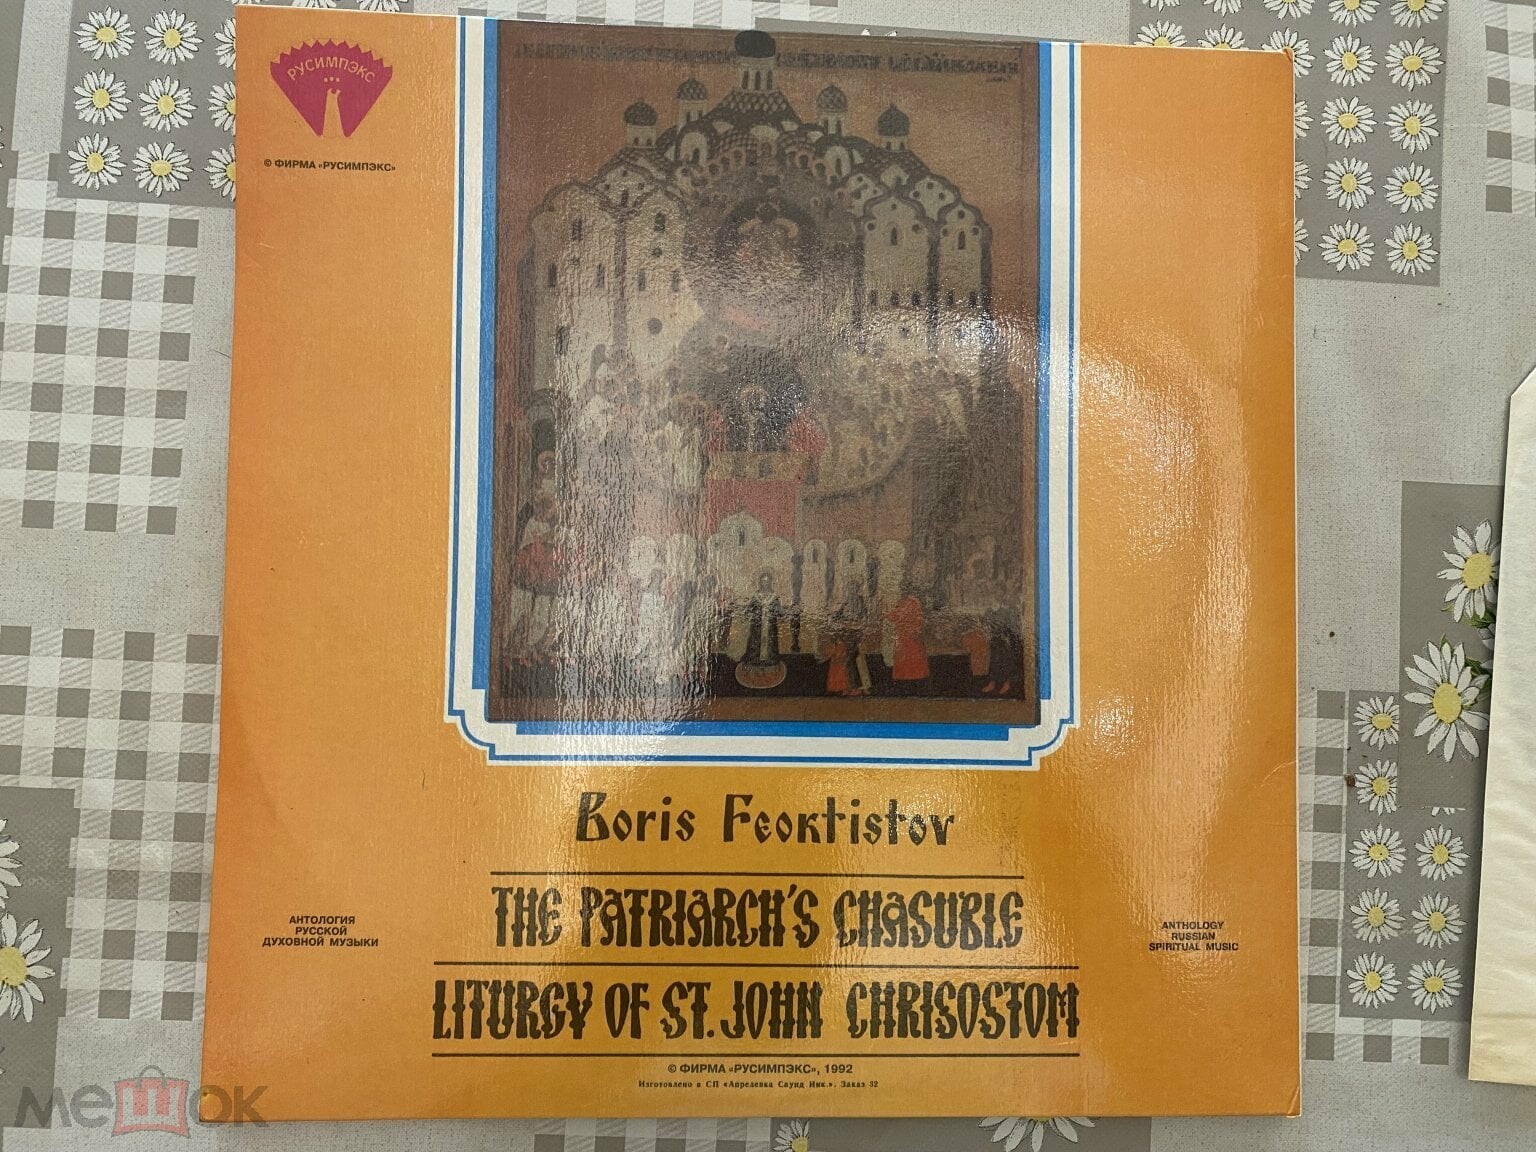 РУСИМПЭКС
© ФИРМА «РУСИМПЭКС»
Boris Feoktistov
THE PATRIARCH'S CHASUBLE
LITURGY OF ST. JOHN CHRISOSTOM
АНТОЛОГИЯ
РУССКОЙ
ДУХОВНОЙ МУЗЫКИ
ANTHOLOGY
RUSSIAN
SPIRITUAL MUSIC
© ФИРМА «РУСИМПЭКС», 1992
Изготовлено в СП «Апрелевка Саунд Инк.». Заказ 32
мешок